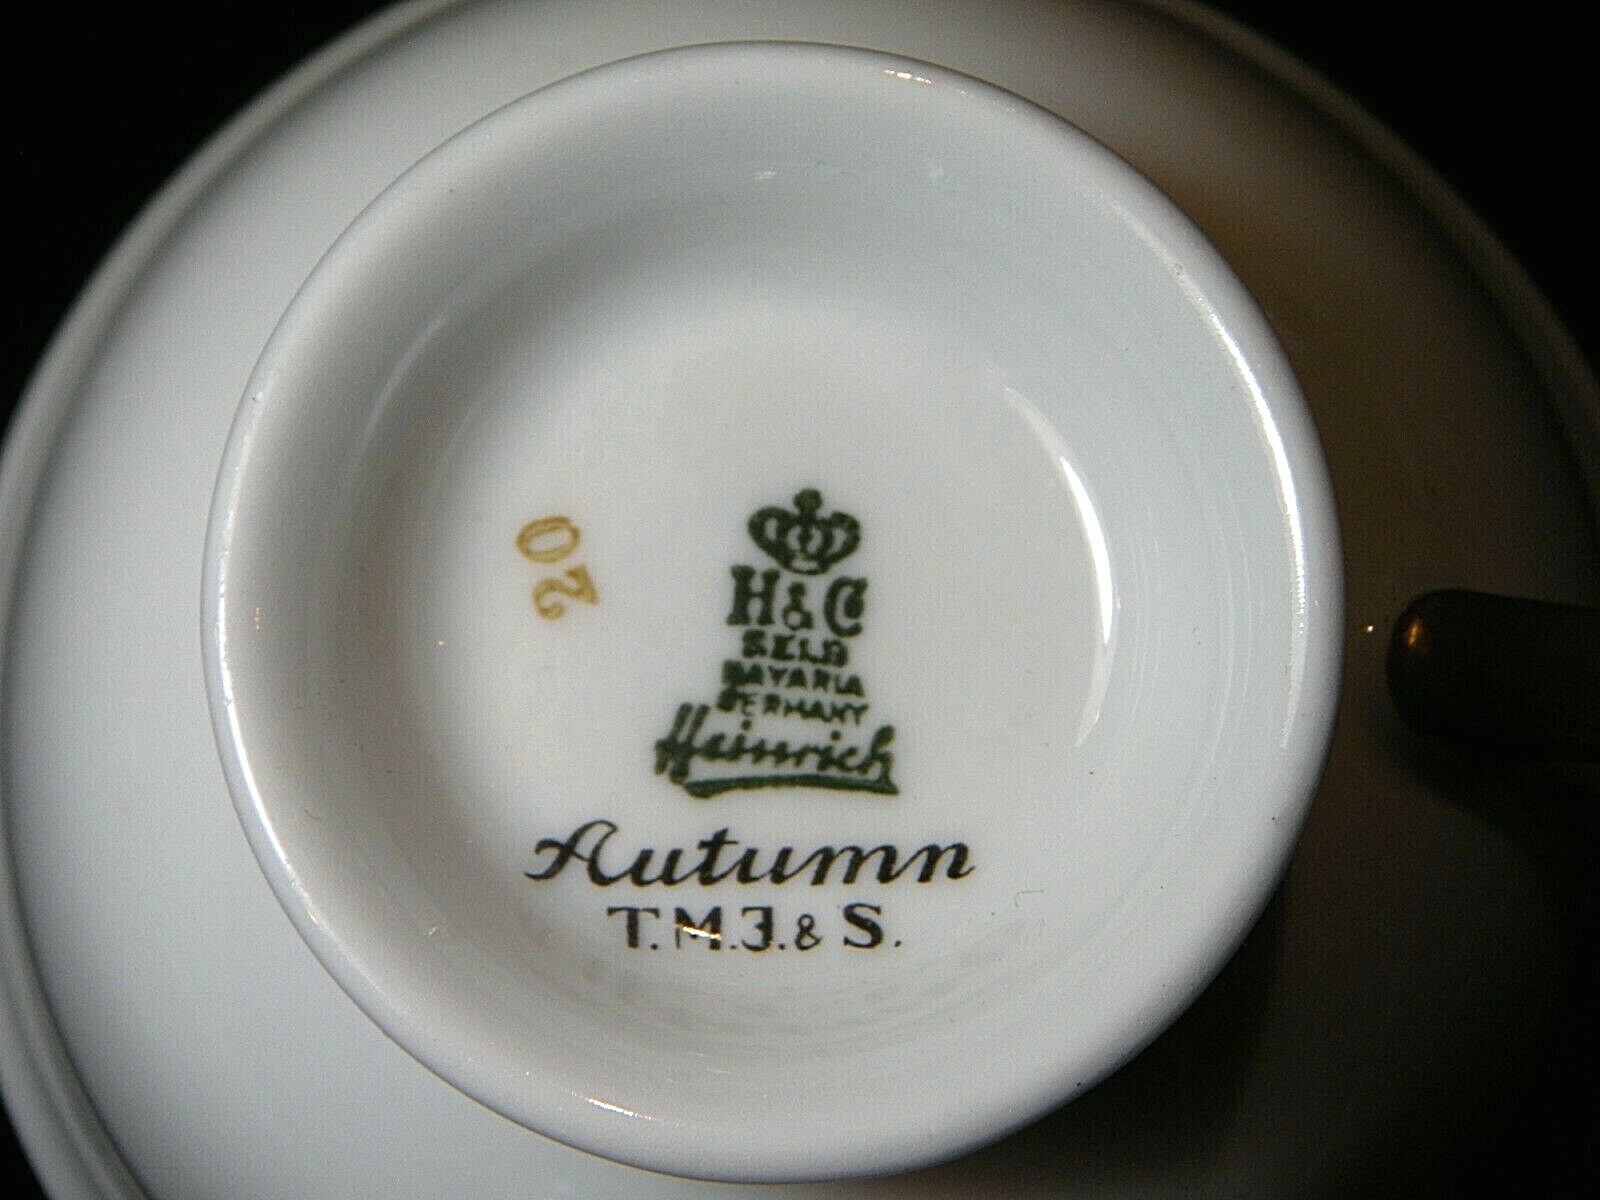 20
H&C
SELB
BAVARIA
GERMANY
Heinrich
Autumn
T.M.J.& S.